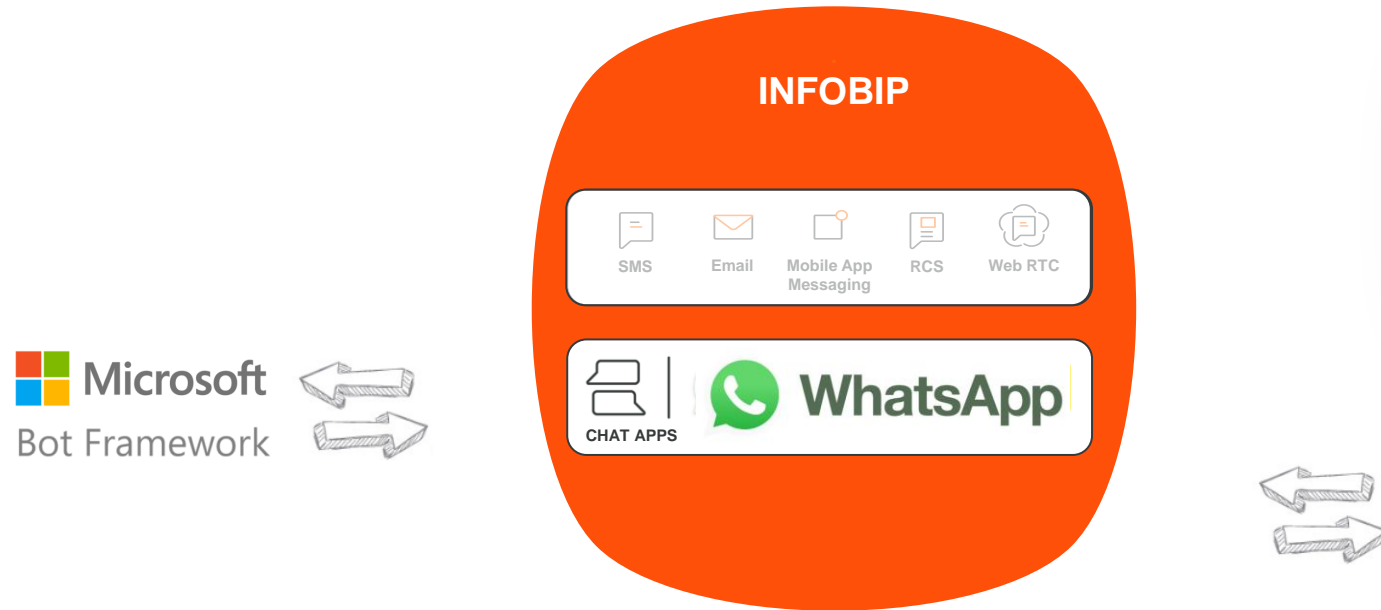 INFOBIP
SMS
Email
Mobile App
Messaging
RCS
Web RTC
Microsoft
Bot Framework
CHAT APPS
WhatsApp